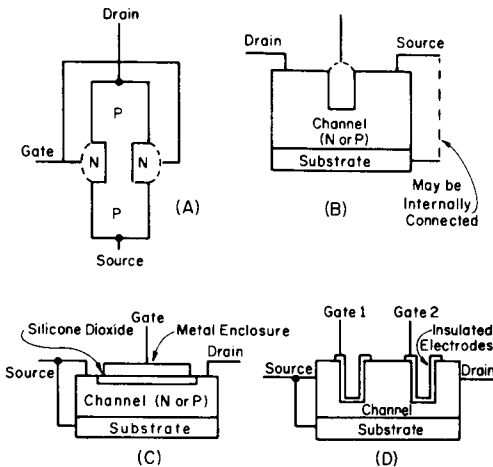 Drain
P
Gate
N
N
P
(A)
Source
Drain
Source
Channel
(N or P)
Substrate
(B)
May be
Internally
Connected
Gate
Silicone Dioxide
Metal Enclosure
Source
Drain
Channel (N or P)
Substrate
(C)
Gate 1
Gate 2
Insulated
Electrodes
Source
Drain
Channel
Substrate
(D)